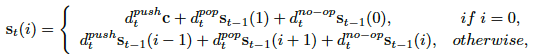 s_t(i) = { d_t^{push}c + d_t^{pop}s_{t−1}(1) + d_t^{no−op}s_{t−1}(0), if i = 0,
d_t^{push}s_{t−1}(i − 1) + d_t^{pop}s_{t−1}(i + 1) + d_t^{no−op}s_{t−1}(i), otherwise,